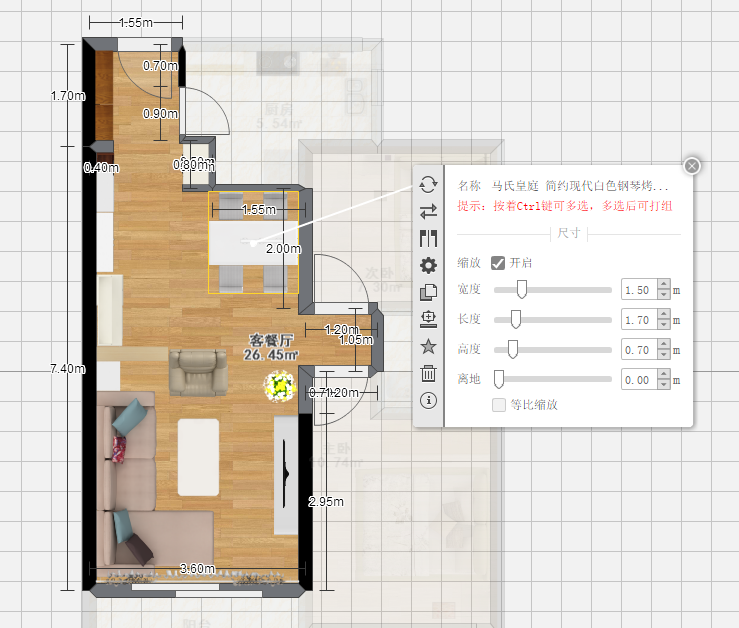 1.55m
0.70m
1.70m
0.90m
厨房
5.54㎡
0.40m
0.80m
1.55m
2.00m
次卧
7.30㎡
客餐厅
26.45㎡
1.20m
1.05m
7.40m
1.20m
主卧
10.74㎡
2.95m
3.60m
阳台
名称 马氏皇庭 简约现代白色钢琴烤...
提示: 按着Ctrl键可多选, 多选后可打组
尺寸
缩放 开启
宽度 1.50 m
长度 1.70 m
高度 0.70 m
离地 0.00 m
等比缩放